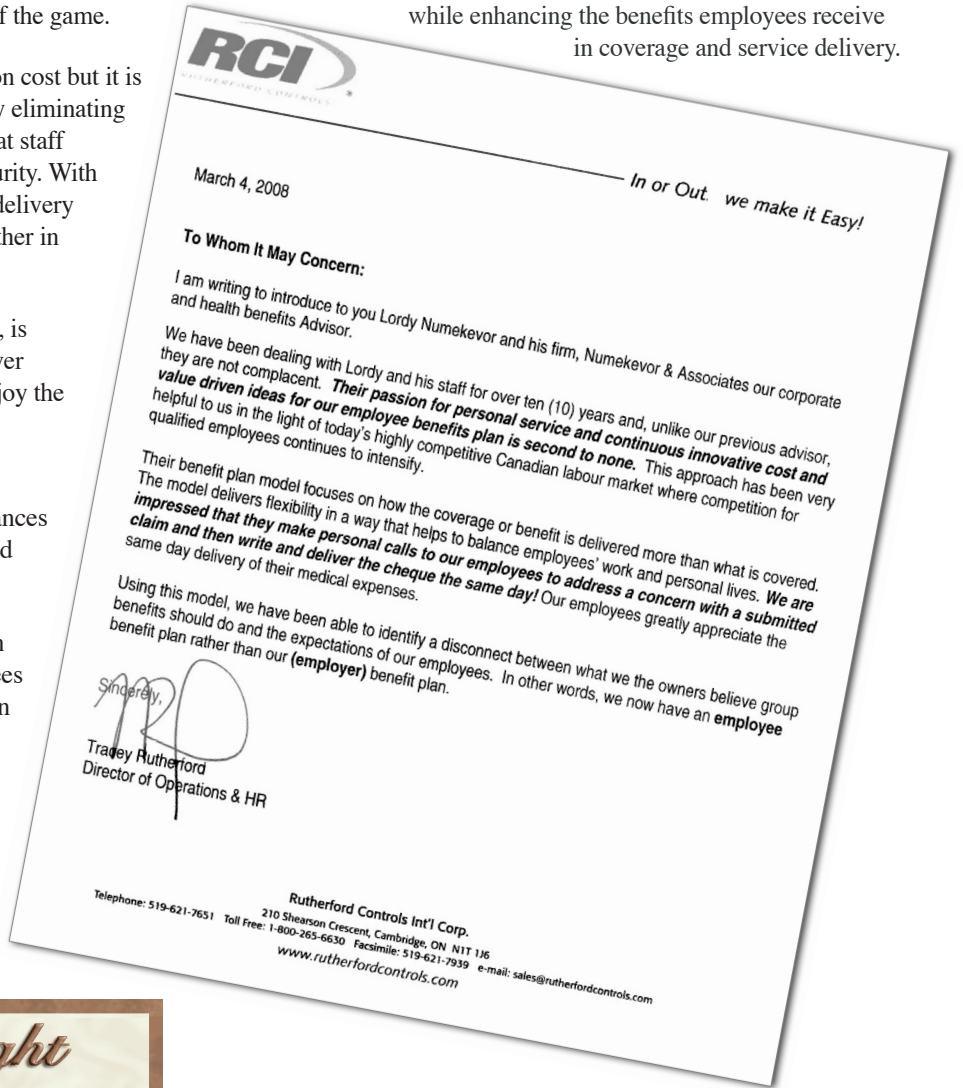 f the game.
on cost but it is
y eliminating
at staff
urity. With
delivery
ther in
, is
ver
joy the
ances
d
n
ees
n
while enhancing the benefits employees receive
in coverage and service delivery.
RCI
RUTHERFORD CONTROLS
In or Out. we make it Easy!
March 4, 2008
To Whom It May Concern:
I am writing to introduce to you Lordy Numekevor and his firm, Numekevor & Associates our corporate
and health benefits Advisor.
We have been dealing with Lordy and his staff for over ten (10) years and, unlike our previous advisor,
they are not complacent. Their passion for personal service and continuous innovative cost and
value driven ideas for our employee benefits plan is second to none. This approach has been very
helpful to us in the light of today's highly competitive Canadian labour market where competition for
qualified employees continues to intensify.
Their benefit plan model focuses on how the coverage or benefit is delivered more than what is covered.
The model delivers flexibility in a way that helps to balance employees' work and personal lives. We are
impressed that they make personal calls to our employees to address a concern with a submitted
claim and then write and deliver the cheque the same day! Our employees greatly appreciate the
same day delivery of their medical expenses.
Using this model, we have been able to identify a disconnect between what we the owners believe group
benefits should do and the expectations of our employees. In other words, we now have an employee
benefit plan rather than our (employer) benefit plan.
Sincerely,
Tracey Rutherford
Director of Operations & HR
Rutherford Controls Int'l Corp.
210 Shearson Crescent, Cambridge, ON N1T 1J6
Telephone: 519-621-7651 Toll Free: 1-800-265-6630 Facsimile: 519-621-7939 e-mail: sales@rutherfordcontrols.com
www.rutherfordcontrols.com
ght